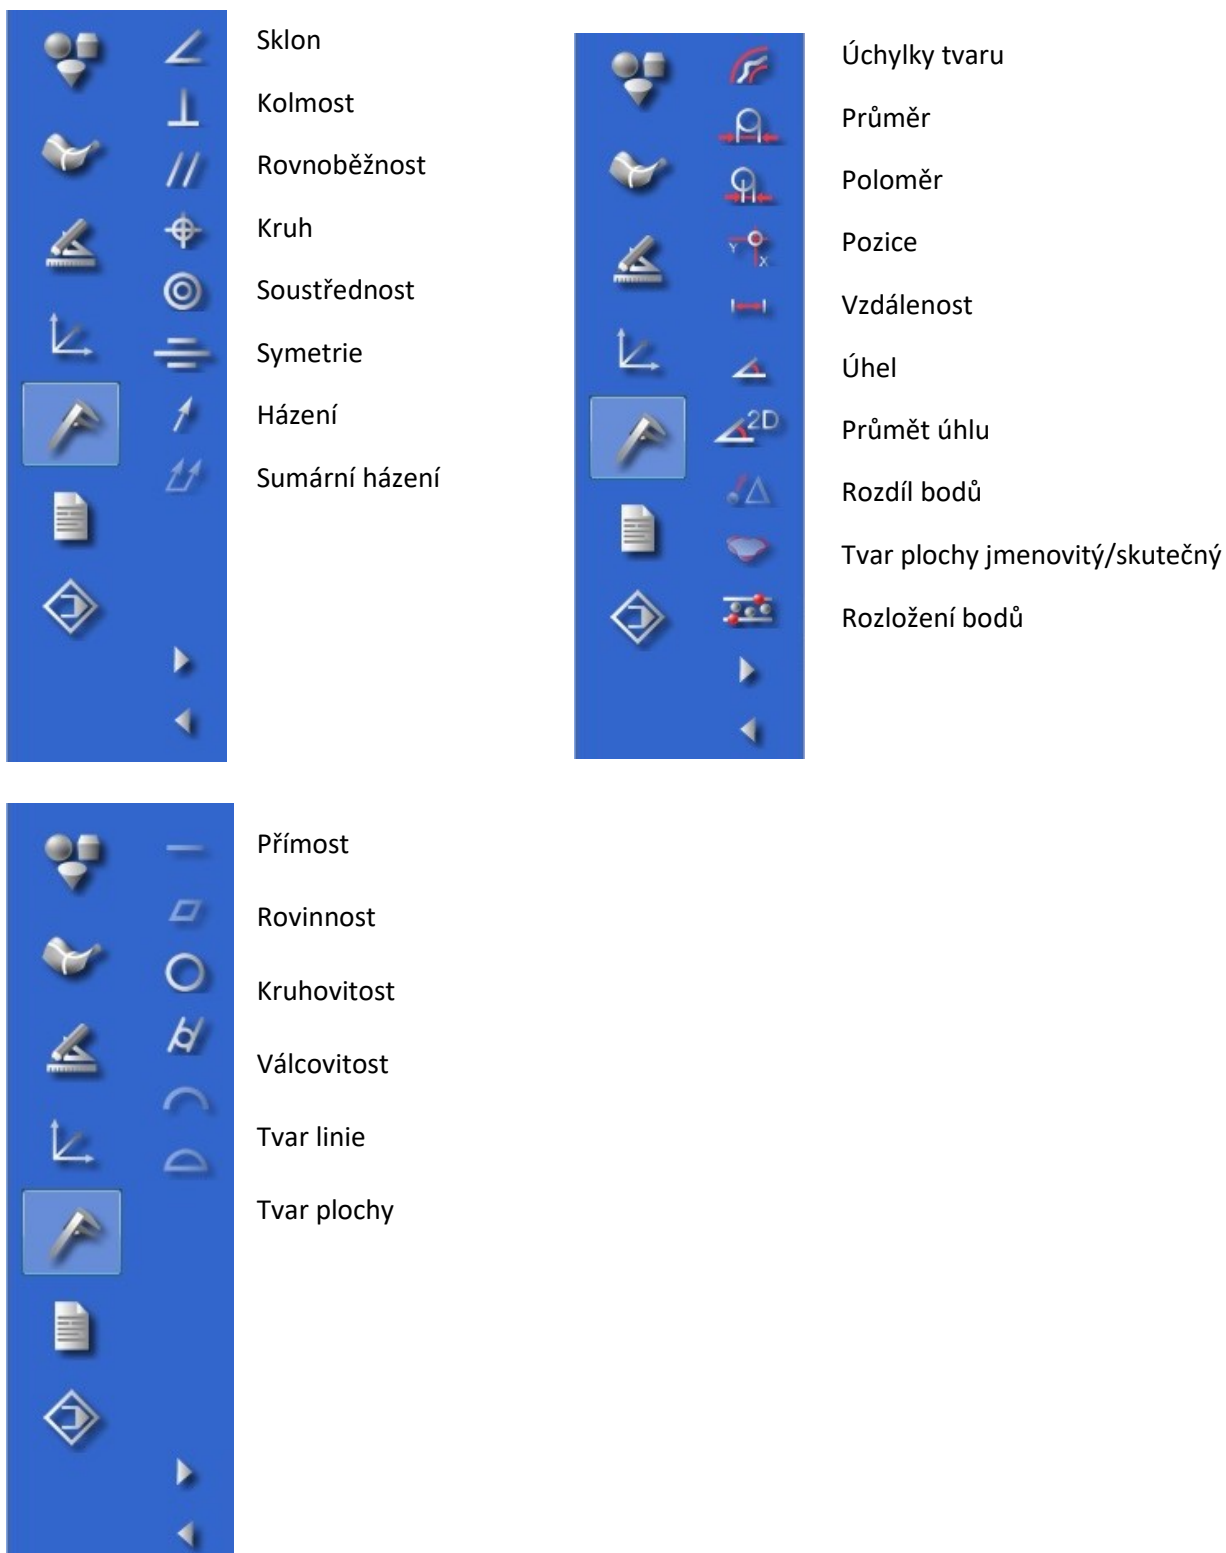 Sklon
Kolmost
Rovnoběžnost
Kruh
Soustřednost
Symetrie
Házení
Sumární házení
Úchylky tvaru
Průměr
Poloměr
Y
X
Pozice
Vzdálenost
Úhel
2D
Průmět úhlu
Rozdíl bodů
Tvar plochy jmenovitý/skutečný
Rozložení bodů
Přímost
Rovinnost
Kruhovitost
Válcovitost
Tvar linie
Tvar plochy